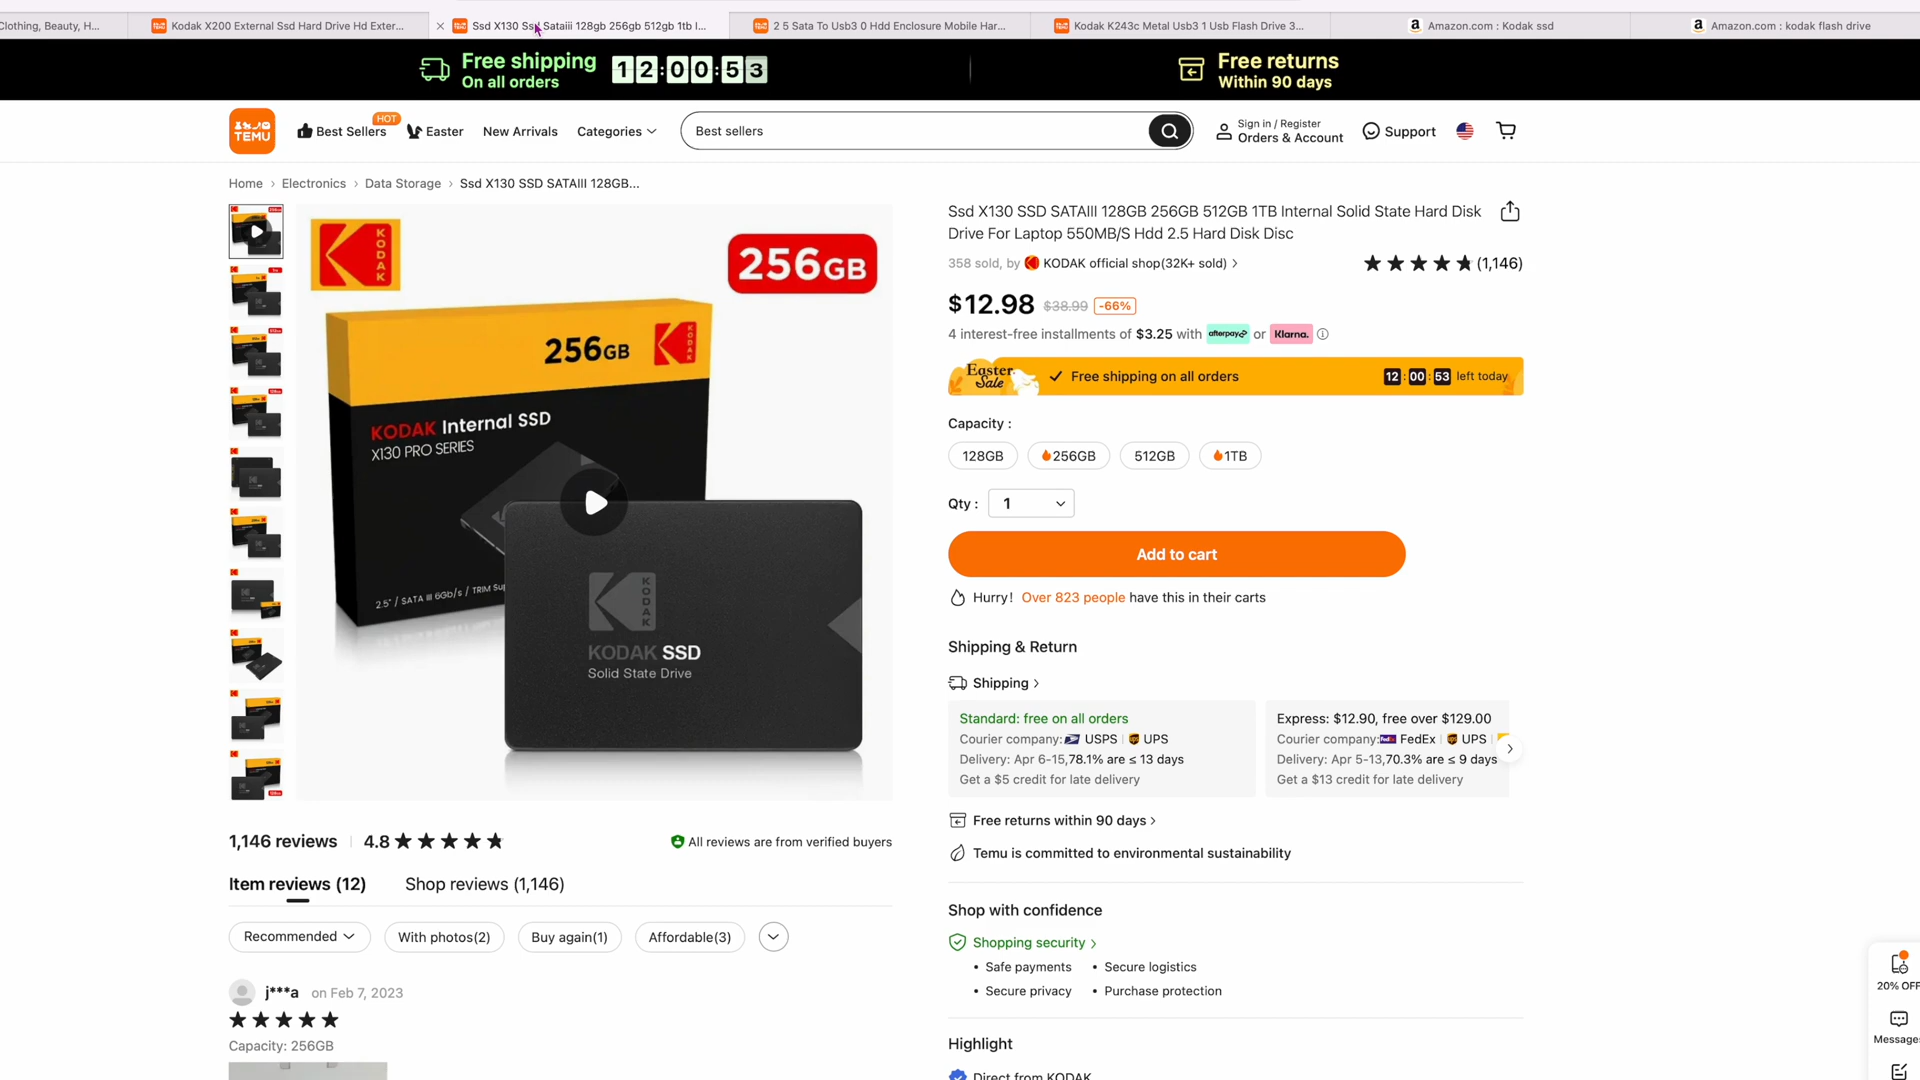 Clothing, Beauty, H...
Kodak X200 External Ssd Hard Drive Hd Exter...
Ssd X130 Ssd Sataiii 128gb 256gb 512gb 1tb I...
2 5 Sata To Usb3 0 Hdd Enclosure Mobile Har...
Kodak K243c Metal Usb3 1 Usb Flash Drive 3...
Amazon.com : Kodak ssd
Amazon.com : kodak flash drive
Free shipping
On all orders
12:00:53
Free returns
Within 90 days
TEMU
Best Sellers
HOT
Easter
New Arrivals
Categories
Best sellers
Sign in / Register
Orders & Account
Support
Home › Electronics › Data Storage › Ssd X130 SSD SATAIII 128GB...
KODAK
256GB
256GB
KODAK
KODAK Internal SSD
X130 PRO SERIES
2.5" / SATA III 6Gb/s / TRIM Su
KODAK
KODAK SSD
Solid State Drive
Ssd X130 SSD SATAIII 128GB 256GB 512GB 1TB Internal Solid State Hard Disk
Drive For Laptop 550MB/S Hdd 2.5 Hard Disk Disc
358 sold, by KODAK official shop(32K+ sold) ›
(1,146)
$12.98 $38.99 -66%
4 interest-free installments of $3.25 with afterpay or Klarna.
Easter Sale
Free shipping on all orders
12 : 00 : 53 left today
Capacity :
128GB
256GB
512GB
1TB
Qty :
1
Add to cart
Hurry! Over 823 people have this in their carts
Shipping & Return
Shipping ›
Standard: free on all orders
Courier company: USPS | UPS
Delivery: Apr 6-15,78.1% are ≤ 13 days
Get a $5 credit for late delivery
Express: $12.90, free over $129.00
Courier company: FedEx | UPS |
Delivery: Apr 5-13,70.3% are ≤ 9 days
Get a $13 credit for late delivery
Free returns within 90 days ›
Temu is committed to environmental sustainability
1,146 reviews | 4.8
All reviews are from verified buyers
Item reviews (12)
Shop reviews (1,146)
Recommended
With photos(2)
Buy again(1)
Affordable(3)
j***a on Feb 7, 2023
Capacity: 256GB
Shop with confidence
Shopping security ›
• Safe payments • Secure logistics
• Secure privacy • Purchase protection
Highlight
Direct from KODAK
20% OFF
Messages